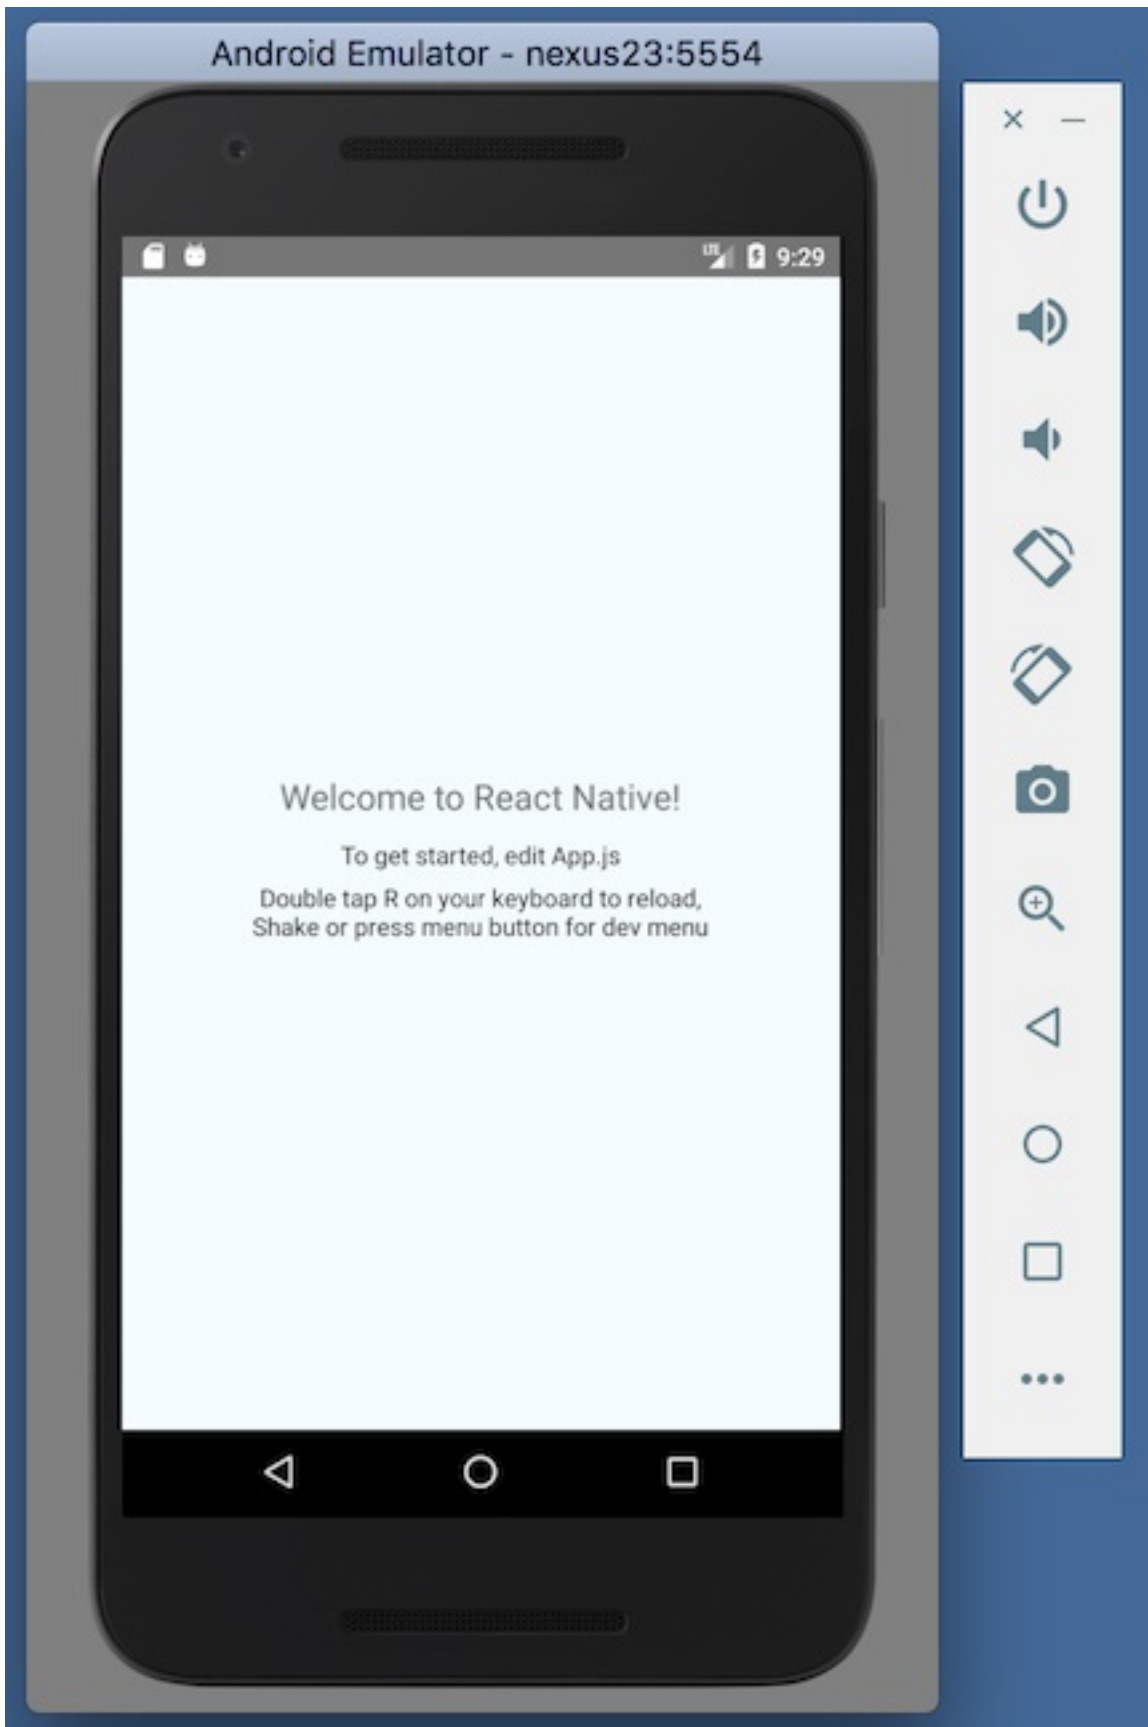 Android Emulator - nexus23:5554
LTE 9:29
Welcome to React Native!
To get started, edit App.js
Double tap R on your keyboard to reload,
Shake or press menu button for dev menu